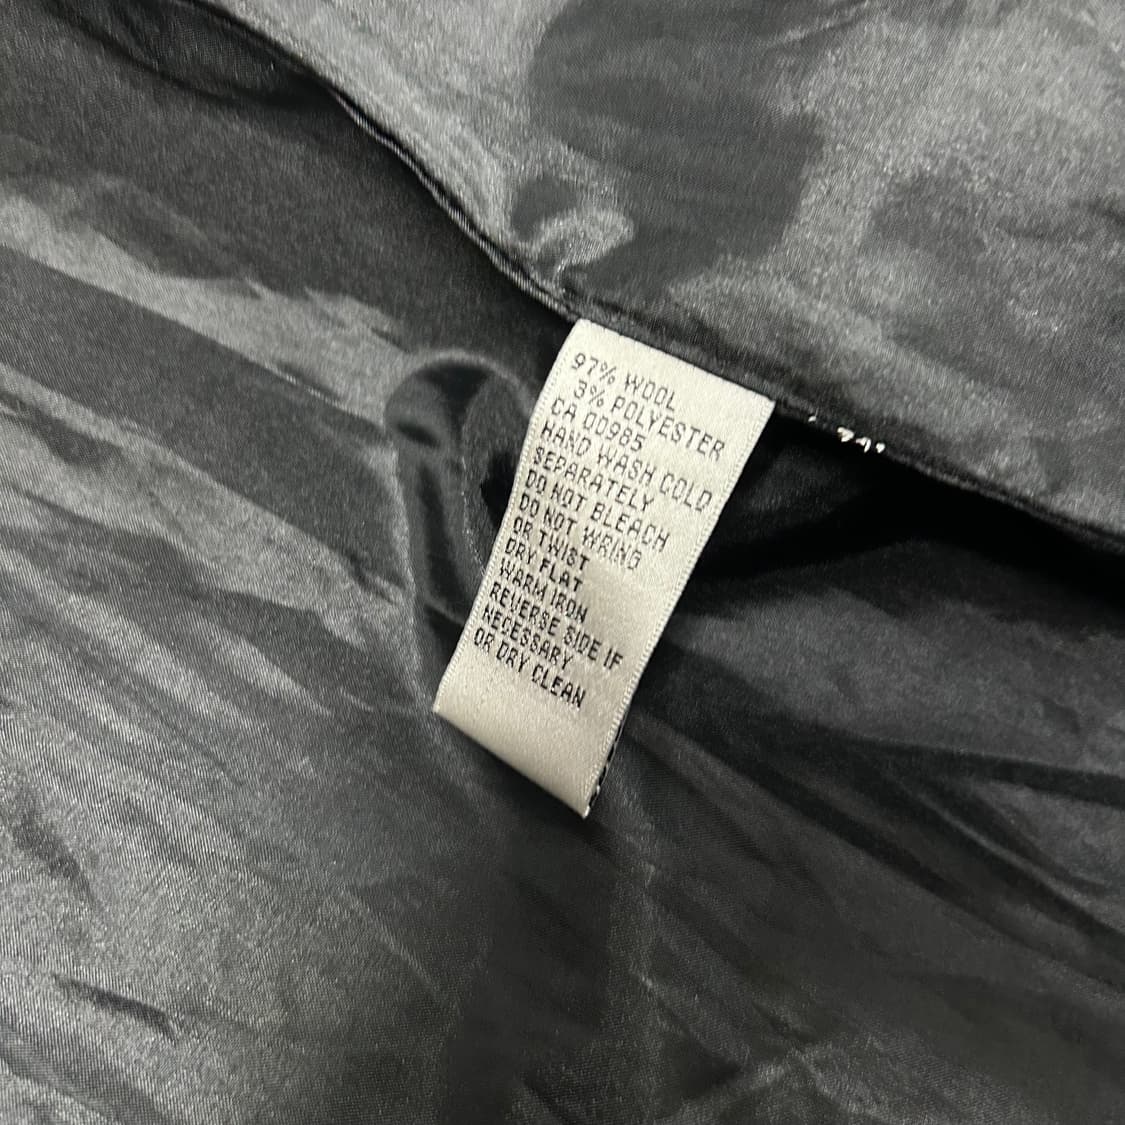 97% WOOL
3% POLYESTER
CA 00985
HAND WASH COLD
SEPARATELY
DO NOT BLEACH
DO NOT WRING
OR TWIST
DRY FLAT
WARM IRON
REVERSE SIDE IF
NECESSARY
OR DRY CLEAN